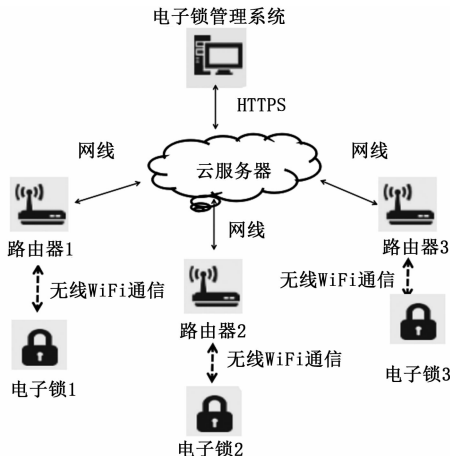 电子锁管理系统
HTTPS
网线
网线
云服务器
网线
路由器1
路由器3
无线WiFi通信
无线WiFi通信
路由器2
无线WiFi通信
电子锁1
电子锁3
电子锁2